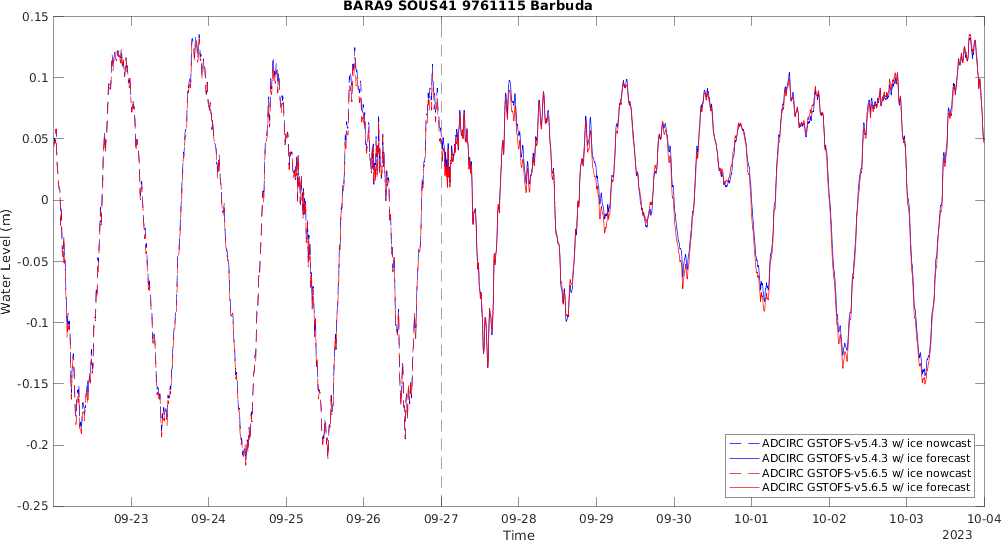 BARA9 SOUS41 9761115 Barbuda
Water Level (m)
0.15
0.1
0.05
0
-0.05
-0.1
-0.15
-0.2
-0.25
ADCIRC GSTOFS-v5.4.3 w/ ice nowcast
ADCIRC GSTOFS-v5.4.3 w/ ice forecast
ADCIRC GSTOFS-v5.6.5 w/ ice nowcast
ADCIRC GSTOFS-v5.6.5 w/ ice forecast
09-23 09-24 09-25 09-26 09-27 09-28 09-29 09-30 10-01 10-02 10-03 10-04
Time
2023